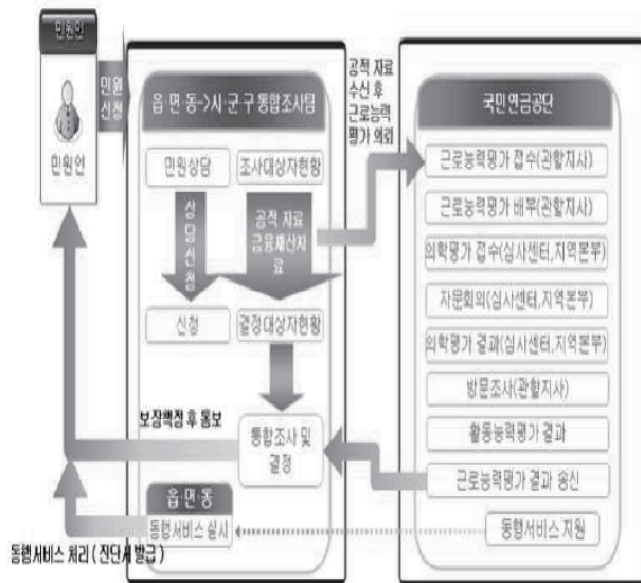 민원인
민원인
민원
신청
읍·면·동->시·군·구 통합조사팀
민원상담
조사대상자현황
상담신청
공적 자료
금융재산자
료
신청
결정대상자현황
통합조사 및
결정
보장백점 후 통보
읍·면·동
동행서비스 실시
동행서비스 처리 ( 진단서 발급 )
공적 자료
수신 후
근로능력
평가 의뢰
국민연금공단
근로능력평가 접수(관할지사)
근로능력평가 배부(관할지사)
의학평가 접수(심사센터,지역본부)
자문회의(심사센터,지역본부)
의학평가 결과(심사센터,지역본부)
방문조사(관할지사)
활동능력평가 결과
근로능력평가 결과 송신
동행서비스 지원